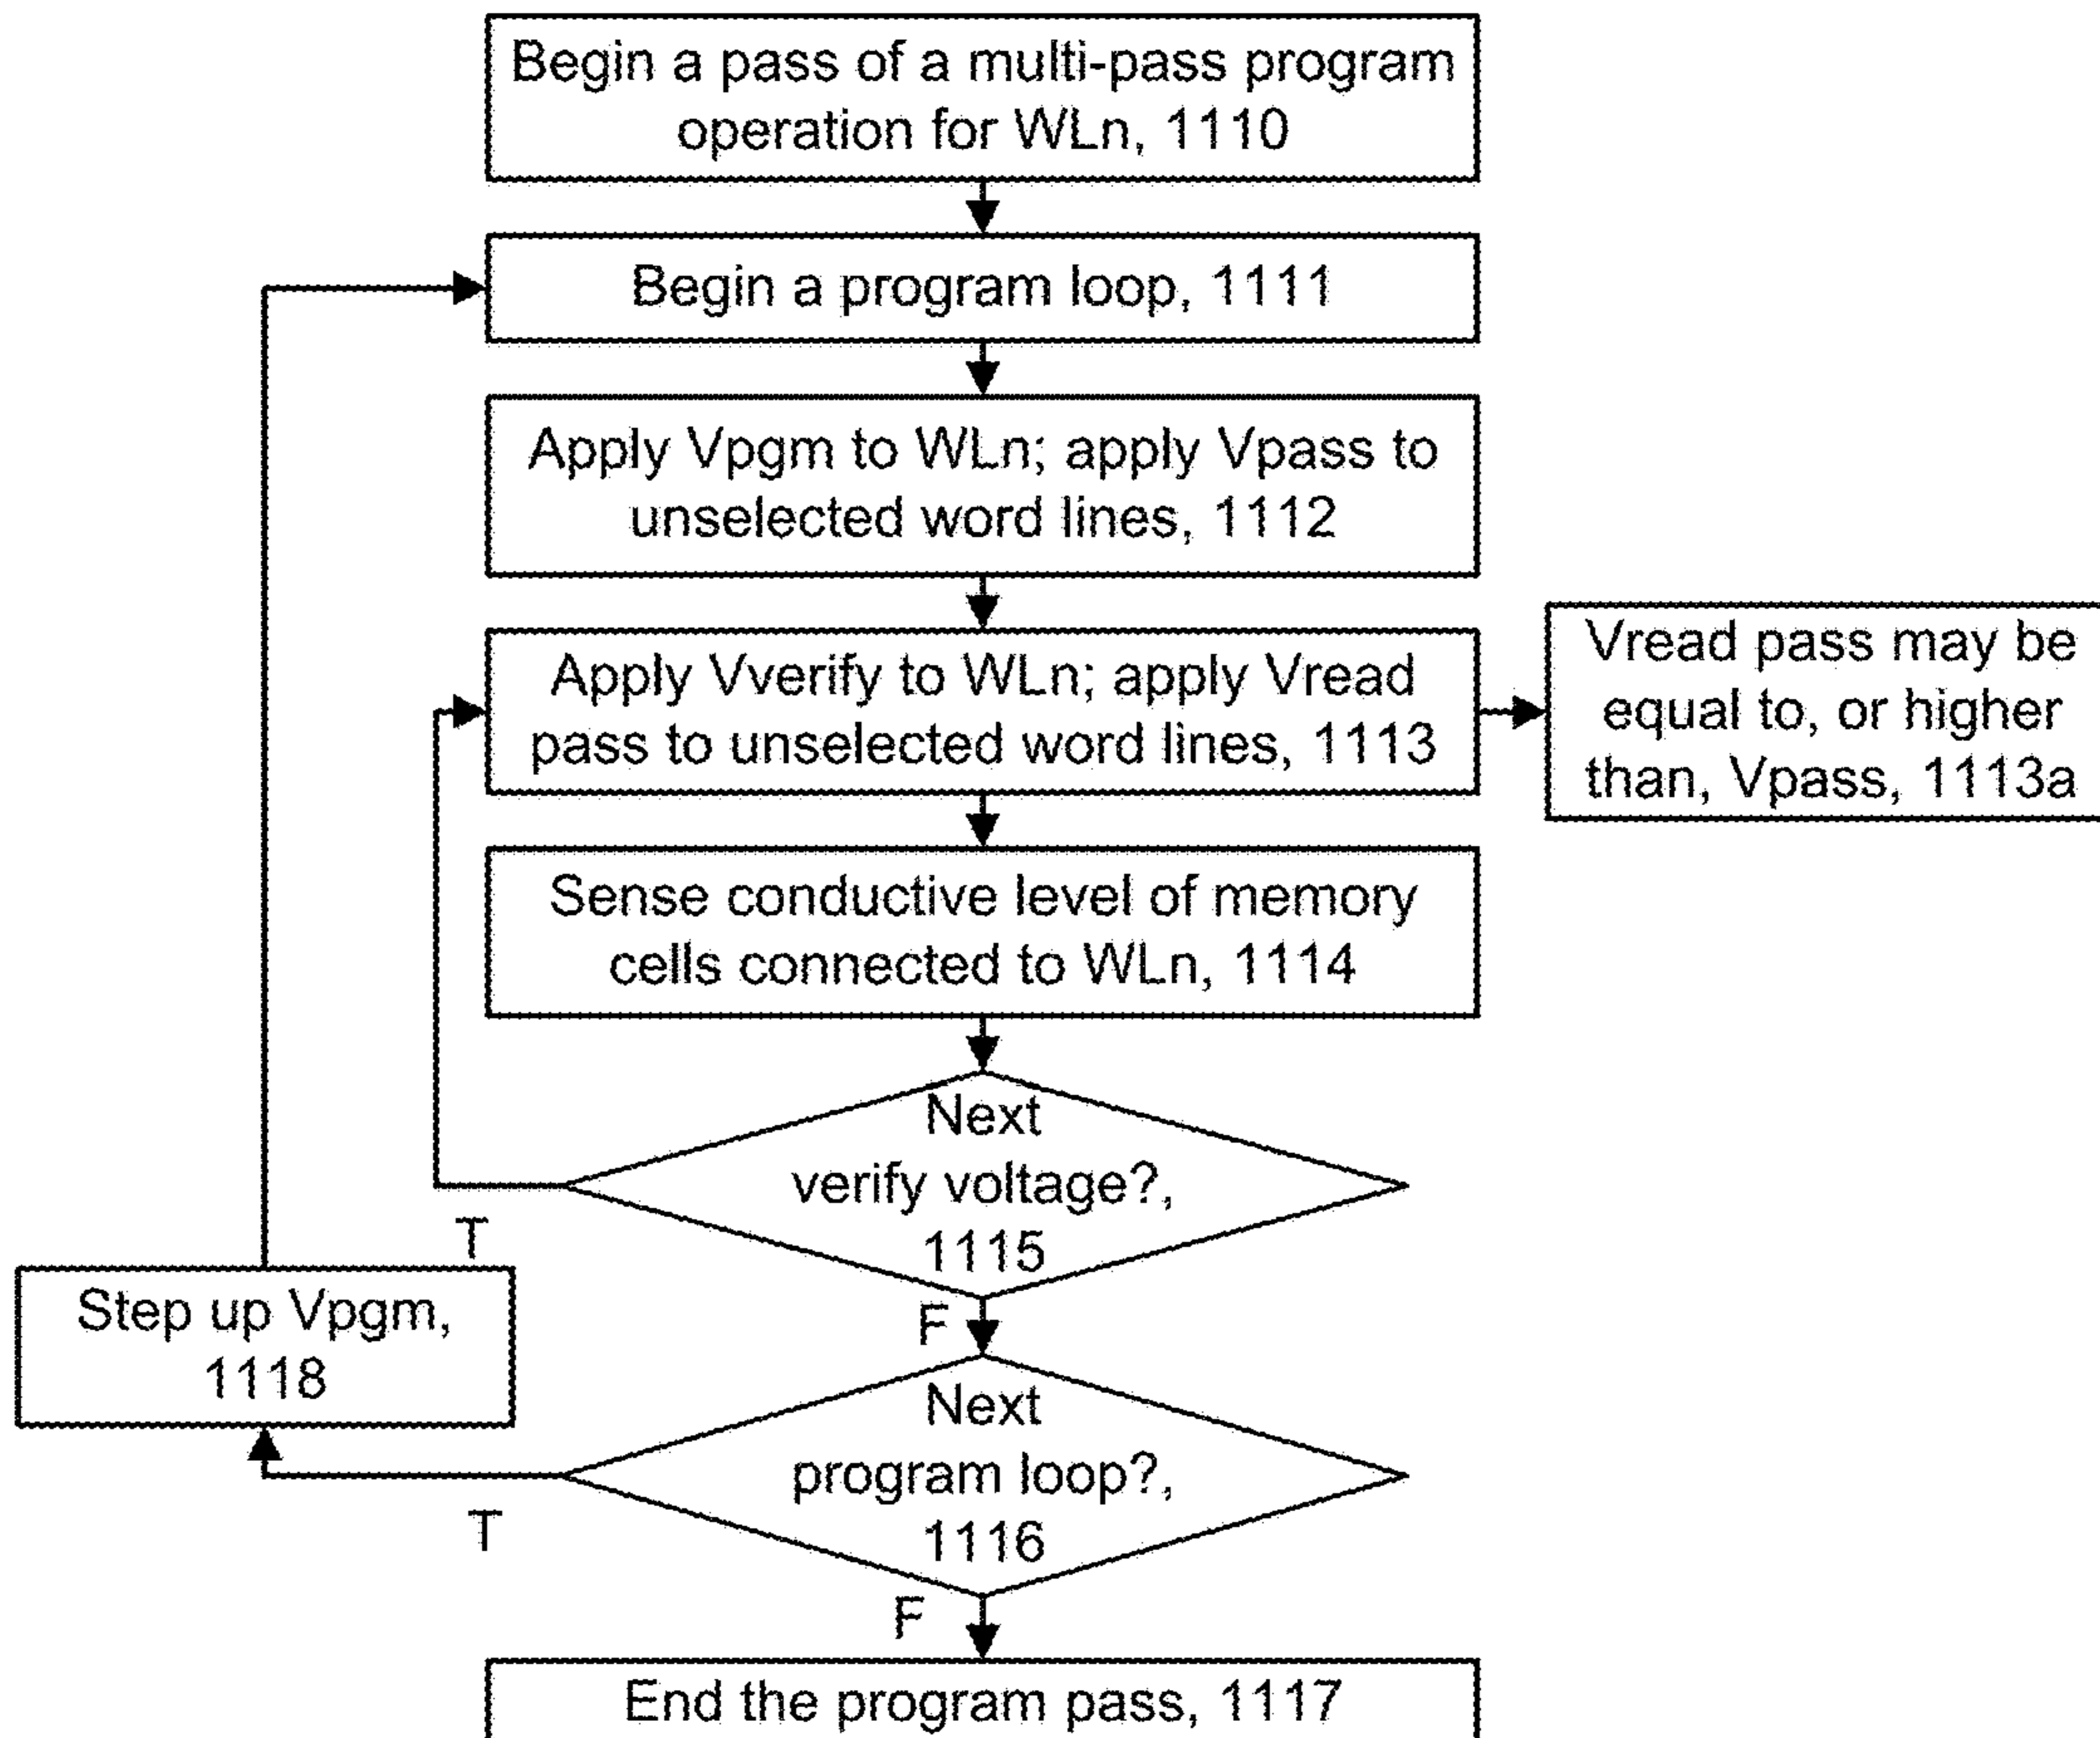 Begin a pass of a multi-pass program
operation for WLn, 1110
Begin a program loop, 1111
Apply Vpgm to WLn; apply Vpass to
unselected word lines, 1112
Apply Vverify to WLn; apply Vread
pass to unselected word lines, 1113
Vread pass may be
equal to, or higher
than, Vpass, 1113a
Sense conductive level of memory
cells connected to WLn, 1114
Next
verify voltage?,
1115
T
F
Step up Vpgm,
1118
Next
program loop?,
1116
T
F
End the program pass, 1117